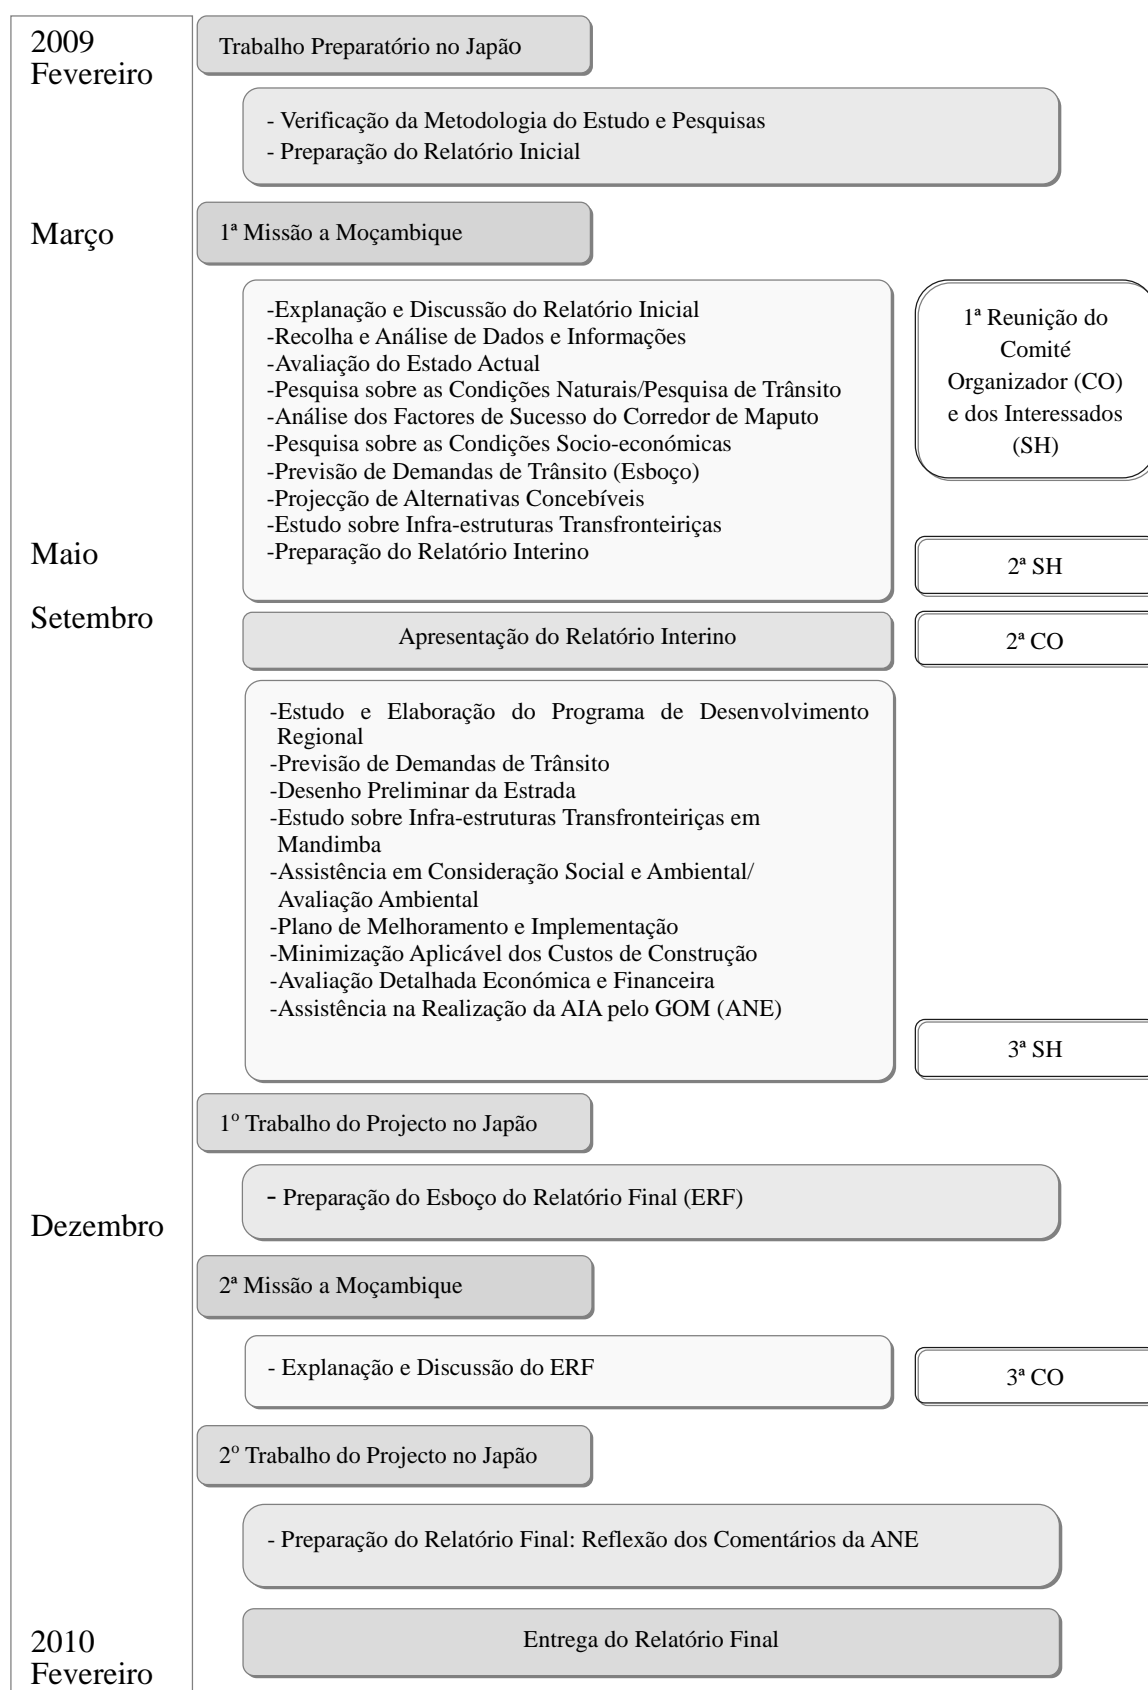 2009
Fevereiro
Trabalho Preparatório no Japão
- Verificação da Metodologia do Estudo e Pesquisas
- Preparação do Relatório Inicial
Março
1ª Missão a Moçambique
-Explanação e Discussão do Relatório Inicial
-Recolha e Análise de Dados e Informações
-Avaliação do Estado Actual
-Pesquisa sobre as Condições Naturais/Pesquisa de Trânsito
-Análise dos Factores de Sucesso do Corredor de Maputo
-Pesquisa sobre as Condições Socio-económicas
-Previsão de Demandas de Trânsito (Esboço)
-Projecção de Alternativas Concebíveis
-Estudo sobre Infra-estruturas Transfronteiriças
-Preparação do Relatório Interino
1ª Reunião do
Comité
Organizador (CO)
e dos Interessados
(SH)
Maio
2ª SH
Setembro
Apresentação do Relatório Interino
2ª CO
-Estudo e Elaboração do Programa de Desenvolvimento
Regional
-Previsão de Demandas de Trânsito
-Desenho Preliminar da Estrada
-Estudo sobre Infra-estruturas Transfronteiriças em
Mandimba
-Assistência em Consideração Social e Ambiental/
Avaliação Ambiental
-Plano de Melhoramento e Implementação
-Minimização Aplicável dos Custos de Construção
-Avaliação Detalhada Económica e Financeira
-Assistência na Realização da AIA pelo GOM (ANE)
3ª SH
1º Trabalho do Projecto no Japão
- Preparação do Esboço do Relatório Final (ERF)
Dezembro
2ª Missão a Moçambique
- Explanação e Discussão do ERF
3ª CO
2º Trabalho do Projecto no Japão
- Preparação do Relatório Final: Reflexão dos Comentários da ANE
2010
Fevereiro
Entrega do Relatório Final